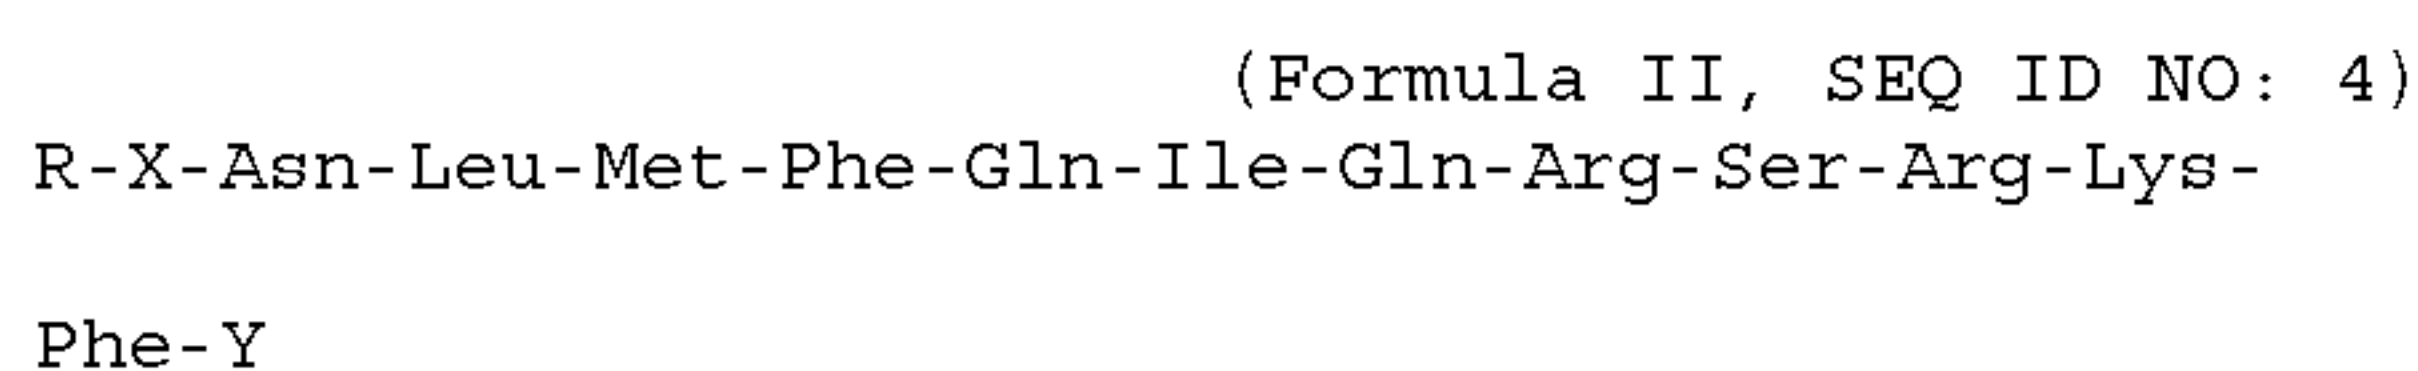 (Formula II, SEQ ID NO: 4)
R-X-Asn-Leu-Met-Phe-Gln-Ile-Gln-Arg-Ser-Arg-Lys-
Phe-Y